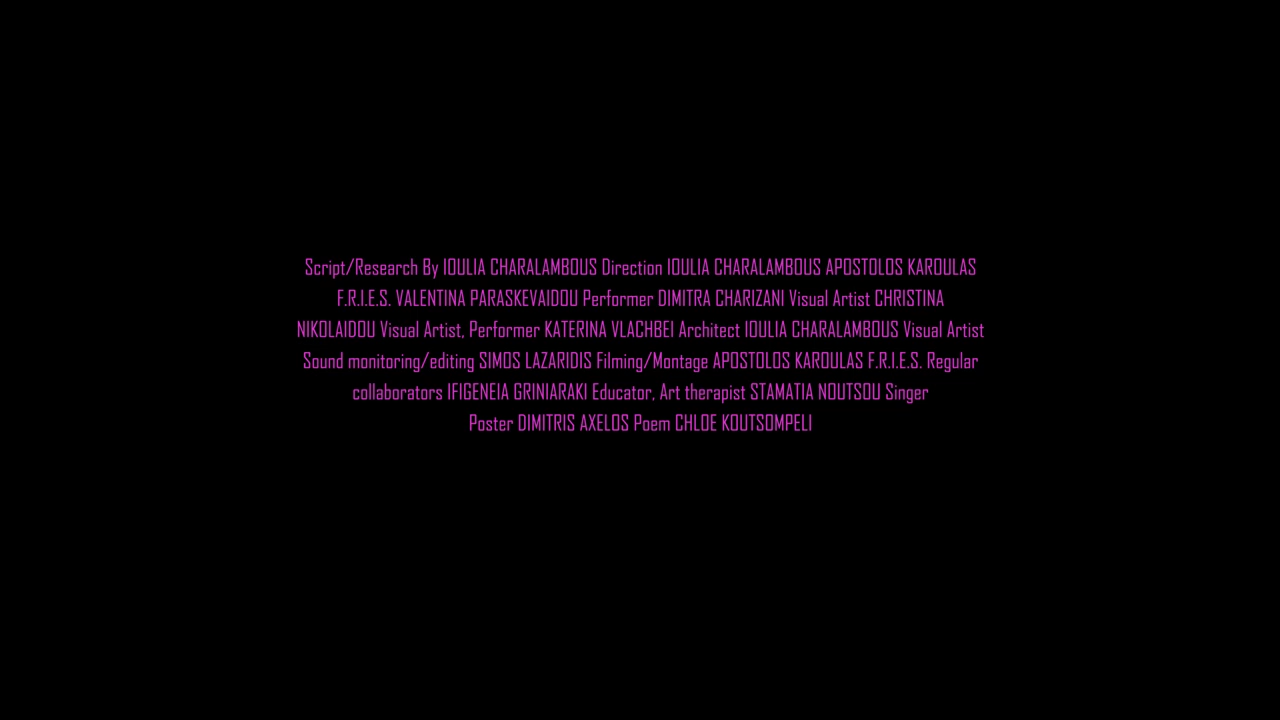 Script/Research By IOULIA CHARALAMBOUS Direction IOULIA CHARALAMBOUS APOSTOLOS KAROULAS
F.R.I.E.S. VALENTINA PARASKEVAIDOU Performer DIMITRA CHARIZANI Visual Artist CHRISTINA
NIKOLAIDOU Visual Artist, Performer KATERINA VLACHBEI Architect IOULIA CHARALAMBOUS Visual Artist
Sound monitoring/editing SIMOS LAZARIDIS Filming/Montage APOSTOLOS KAROULAS F.R.I.E.S. Regular
collaborators IFIGENEIA GRINIARAKI Educator, Art therapist STAMATIA NOUTSOU Singer
Poster DIMITRIS AXELOS Poem CHLOE KOUTSOMPELI